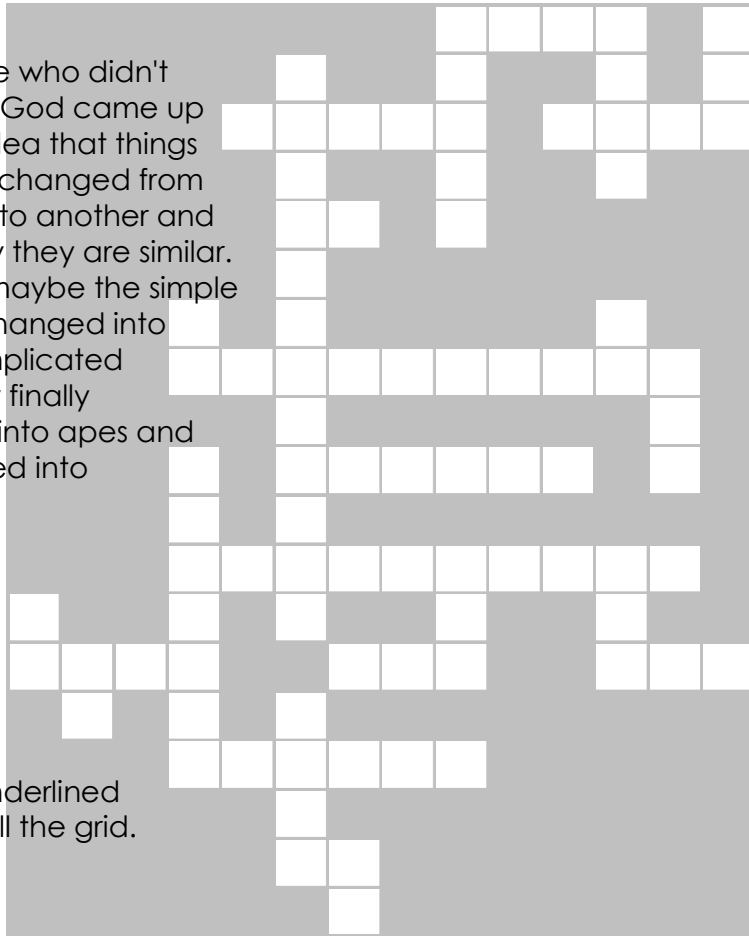 who didn't
God came up
that things
changed from
to another and
they are similar.
maybe the simple
hanged into
plicated
finally
into apes and
ed into
nderlined
ll the grid.